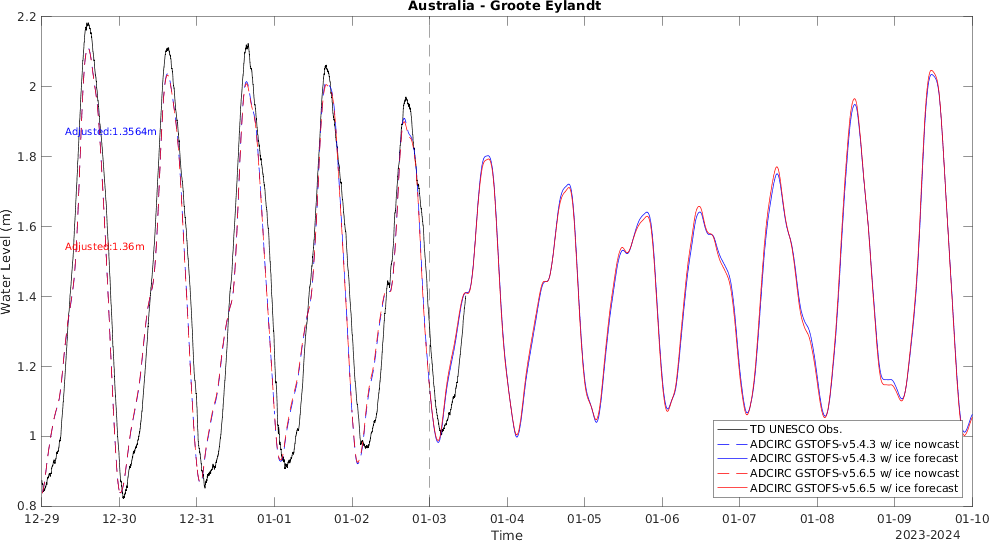 Australia - Groote Eylandt
2.2
2
1.8
1.6
1.4
1.2
1
0.8
Water Level (m)
Adjusted:1.3564m
Adjusted:1.36m
TD UNESCO Obs.
ADCIRC GSTOFS-v5.4.3 w/ ice nowcast
ADCIRC GSTOFS-v5.4.3 w/ ice forecast
ADCIRC GSTOFS-v5.6.5 w/ ice nowcast
ADCIRC GSTOFS-v5.6.5 w/ ice forecast
12-29 12-30 12-31 01-01 01-02 01-03 01-04 01-05 01-06 01-07 01-08 01-09 01-10
Time
2023-2024